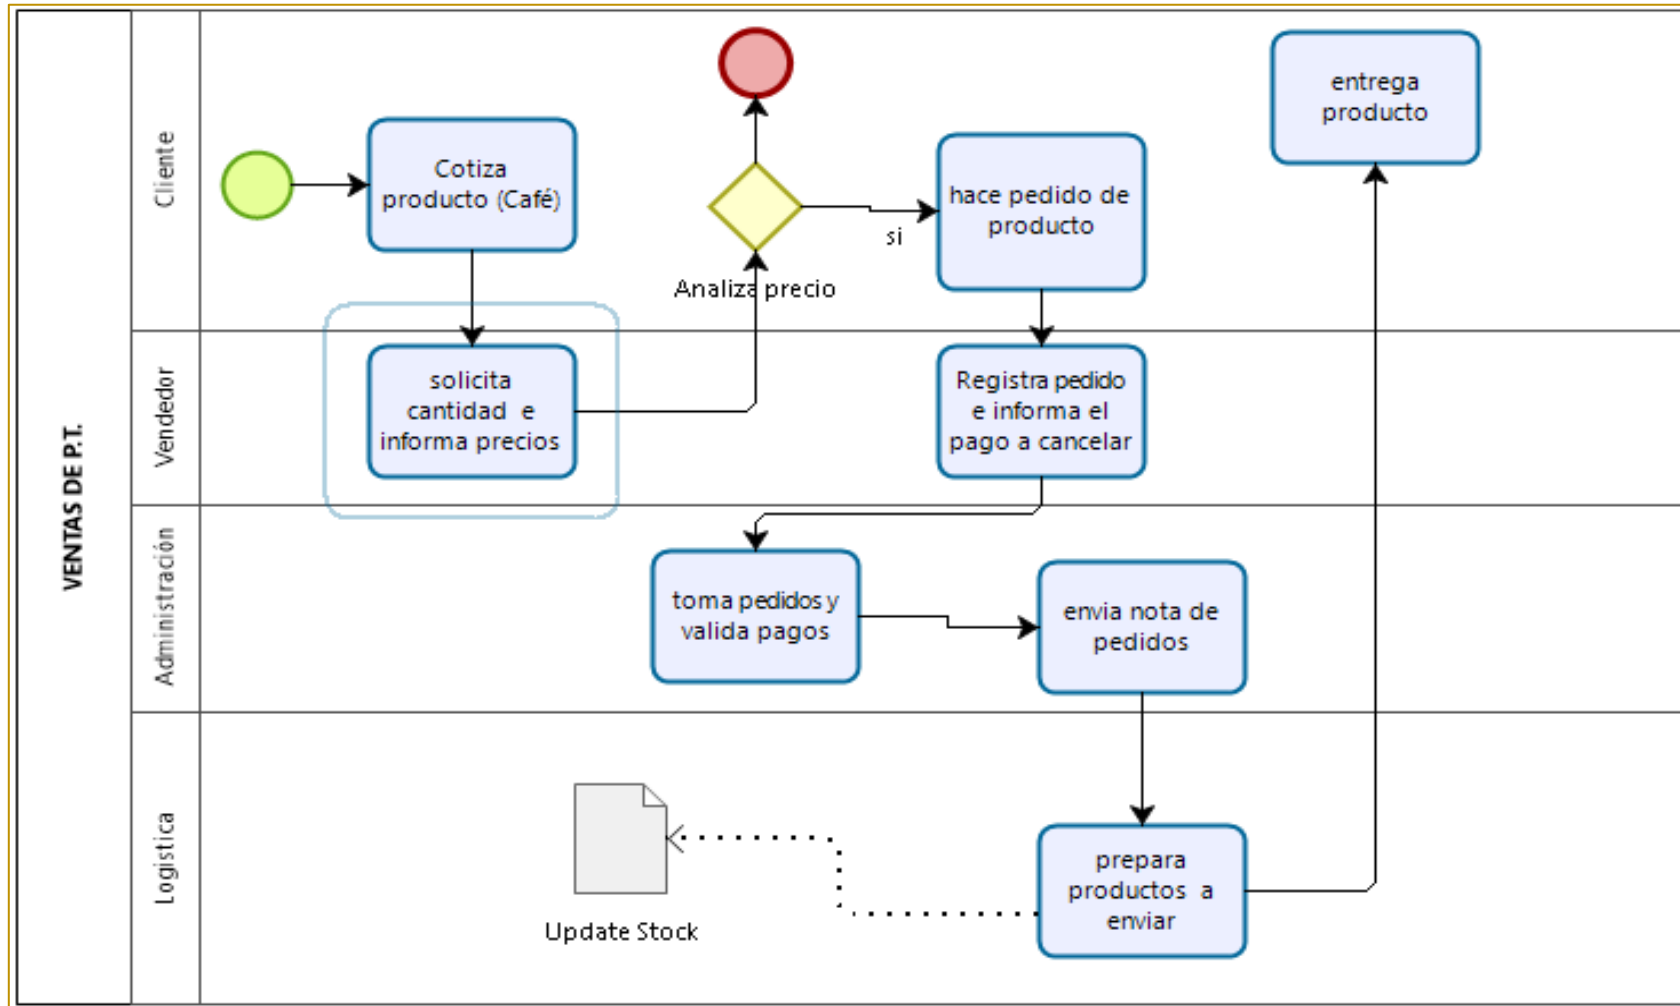 VENTAS DE P.T.
Cliente
Cotiza
producto (Café)
Analiza precio
si
hace pedido de
producto
entrega
producto
Vendedor
solicita
cantidad e
informa precios
Registra pedido
e informa el
pago a cancelar
Administración
toma pedidos y
valida pagos
envia nota de
pedidos
Logistica
Update Stock
prepara
productos a
enviar